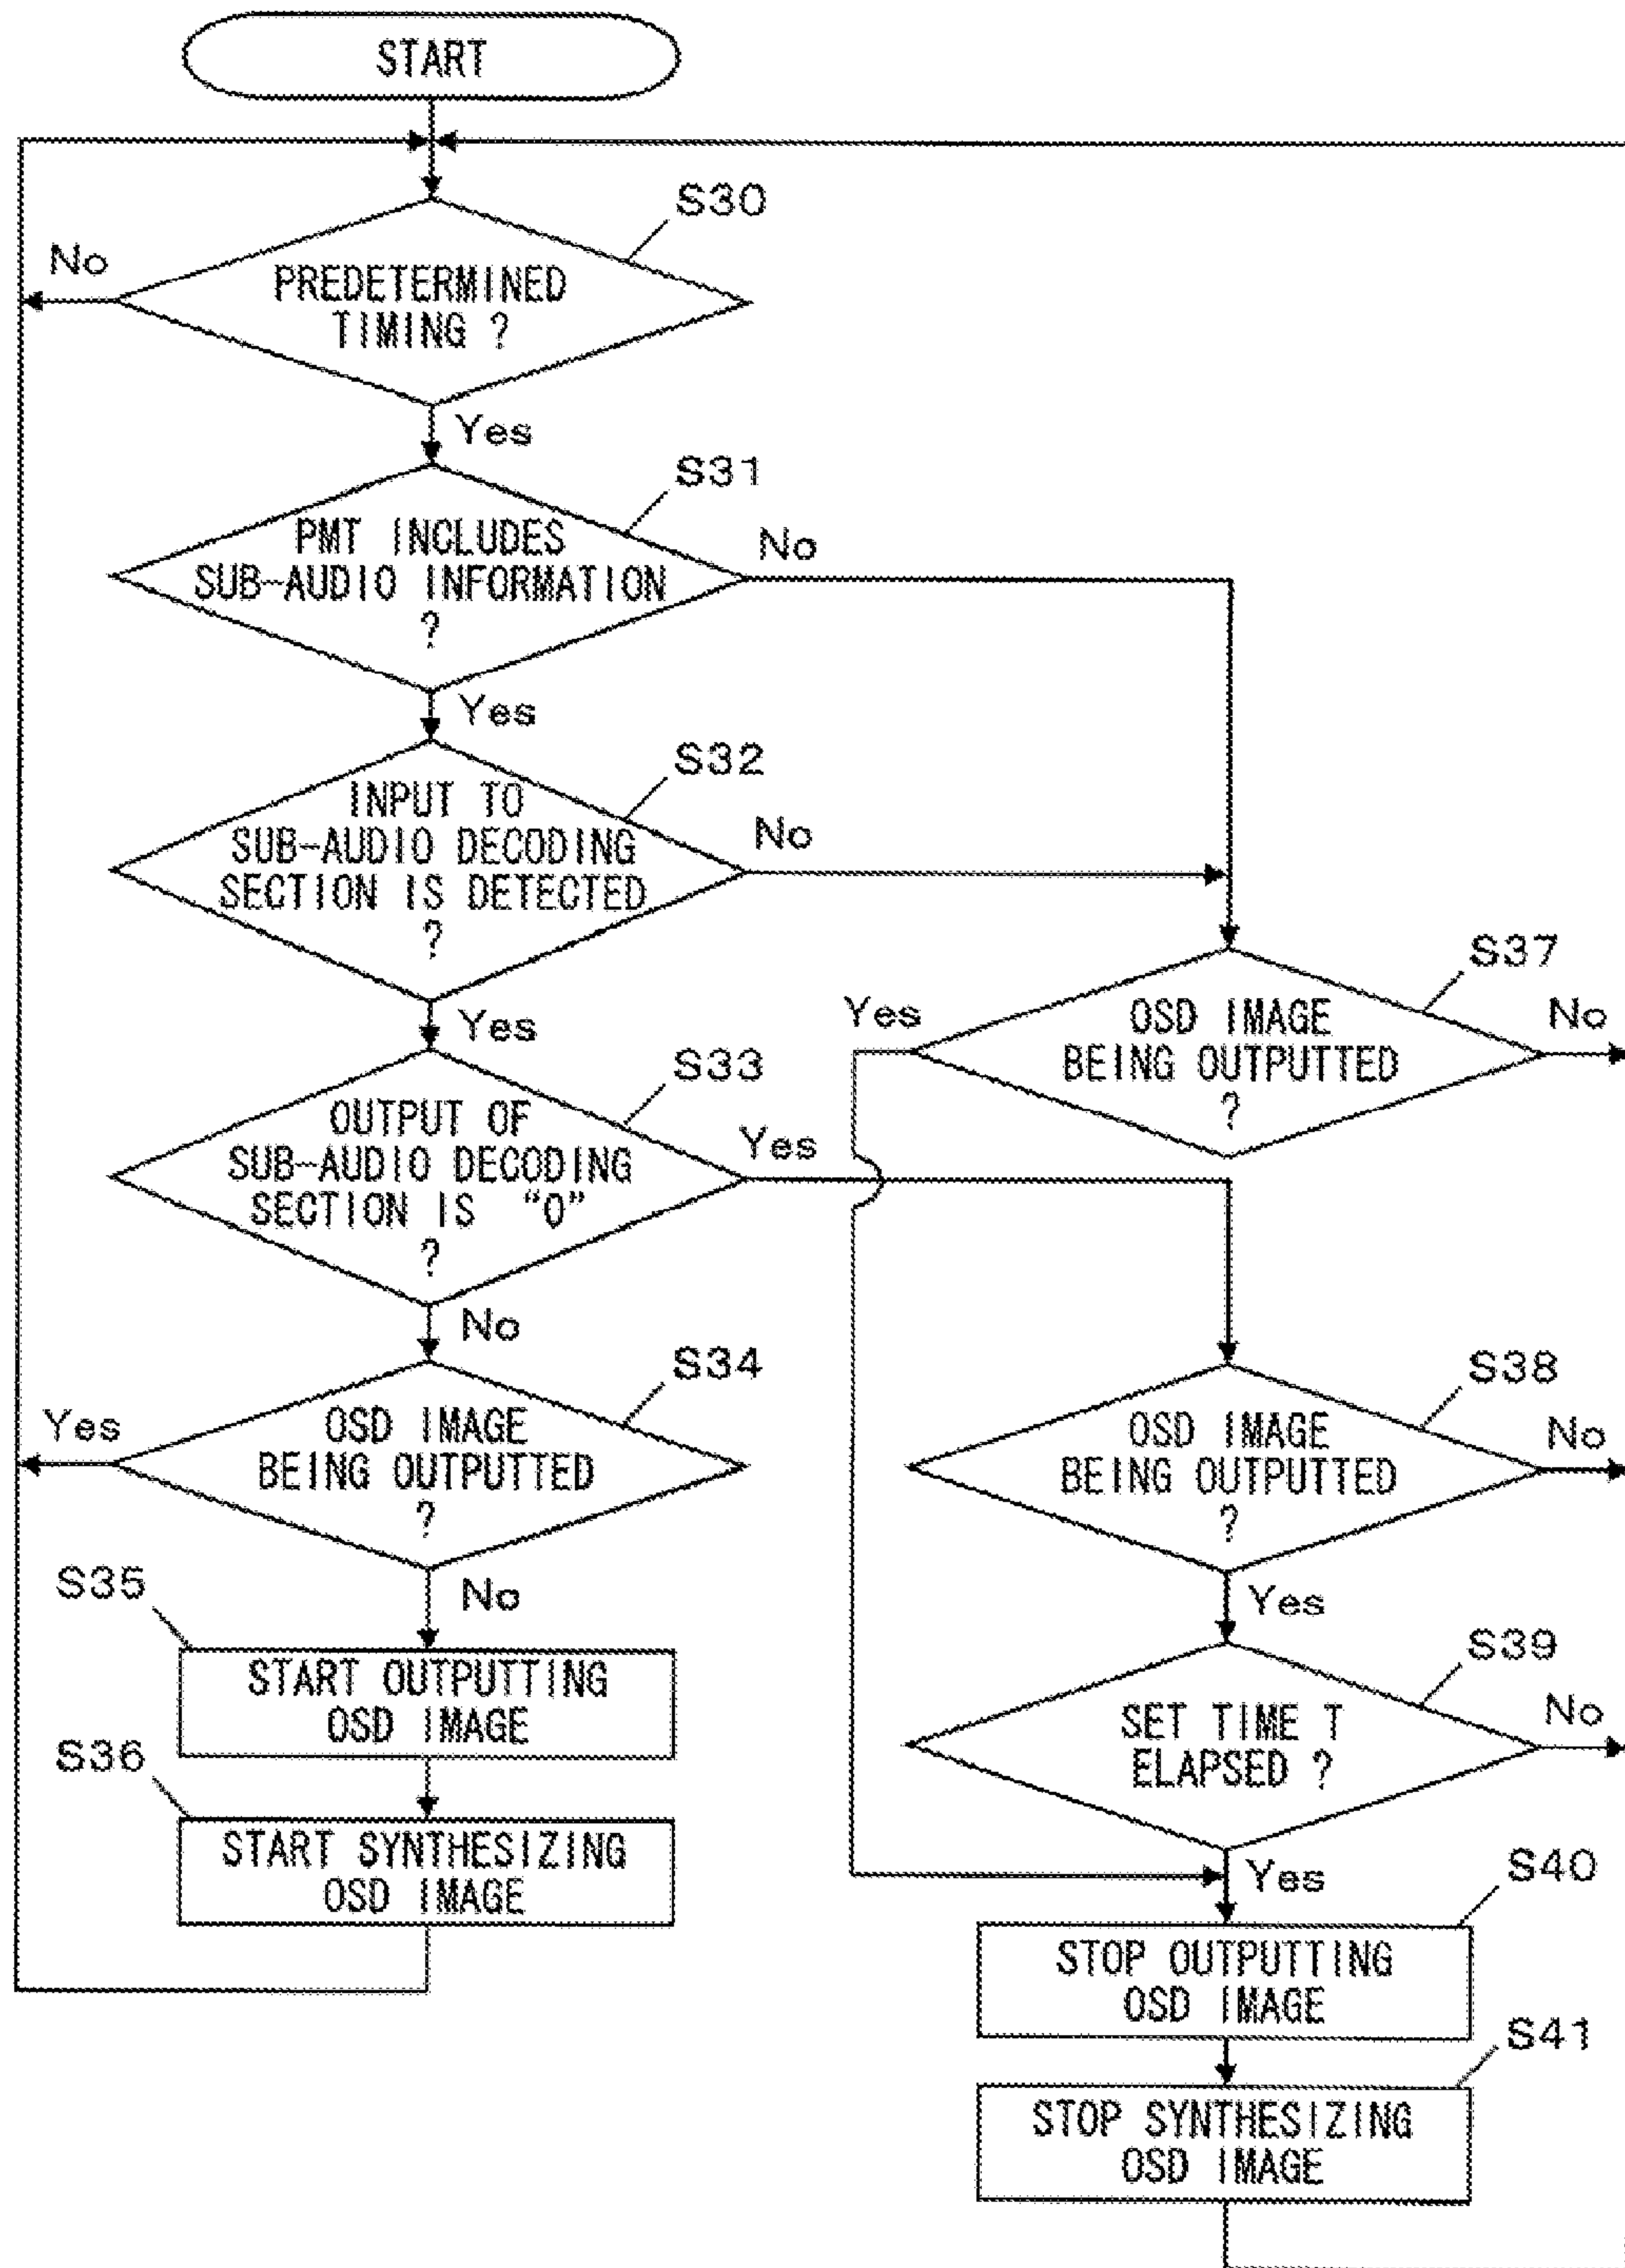 START
S30
No
PREDETERMINED
TIMING ?
Yes
S31
PMT INCLUDES
SUB-AUDIO INFORMATION
?
No
Yes
S32
INPUT TO
SUB-AUDIO DECODING
SECTION IS DETECTED
?
No
Yes
S33
OUTPUT OF
SUB-AUDIO DECODING
SECTION IS "0"
?
Yes
No
S34
Yes
OSD IMAGE
BEING OUTPUTTED
?
No
S35
START OUTPUTTING
OSD IMAGE
S36
START SYNTHESIZING
OSD IMAGE
S37
Yes
OSD IMAGE
BEING OUTPUTTED
?
No
S38
OSD IMAGE
BEING OUTPUTTED
?
No
Yes
S39
SET TIME T
ELAPSED ?
No
Yes
S40
STOP OUTPUTTING
OSD IMAGE
S41
STOP SYNTHESIZING
OSD IMAGE